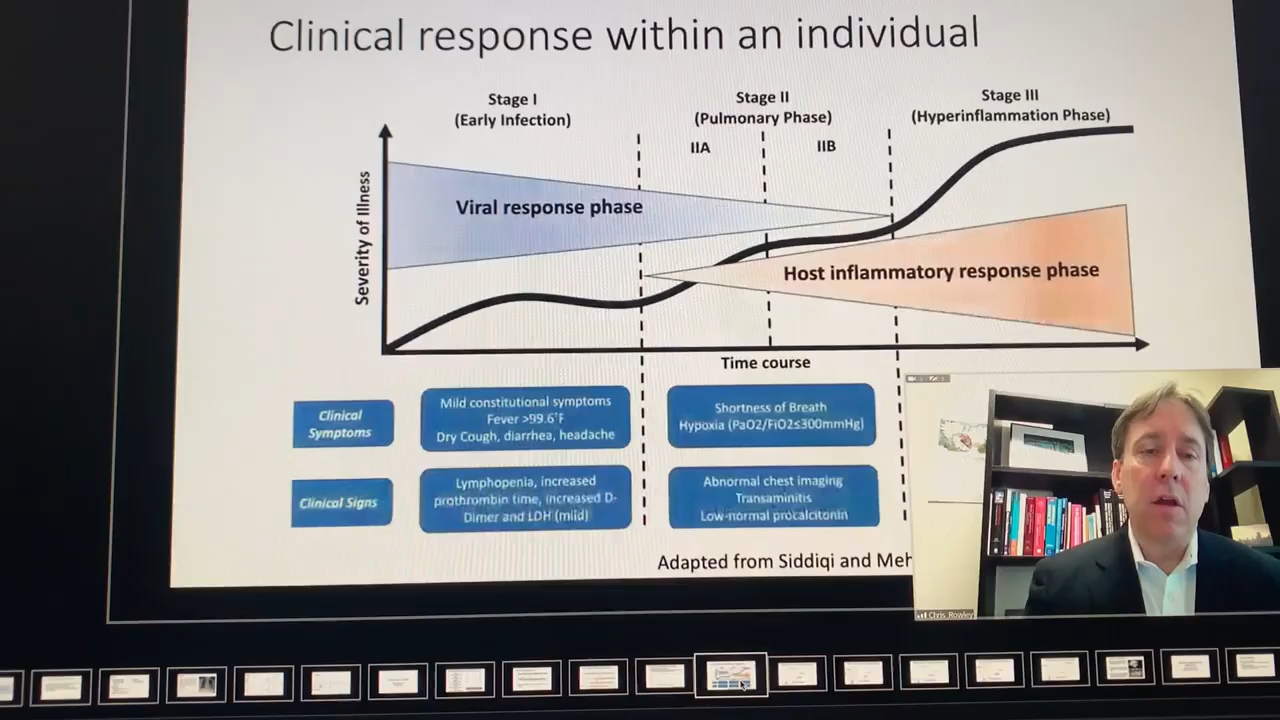 Clinical response within an individual
Stage I
(Early Infection)
Stage II
(Pulmonary Phase)
Stage III
(Hyperinflammation Phase)
IIA
IIB
Severity of Illness
Viral response phase
Host inflammatory response phase
Time course
Clinical
Symptoms
Mild constitutional symptoms
Fever >99.6°F
Dry Cough, diarrhea, headache
Shortness of Breath
Hypoxia (PaO2/FiO2≤300mmHg)
Clinical Signs
Lymphopenia, increased
prothrombin time, increased D-
Dimer and LDH (mild)
Abnormal chest imaging
Transaminitis
Low-normal procalcitonin
Adapted from Siddiqi and Meh
Chris, Rowley